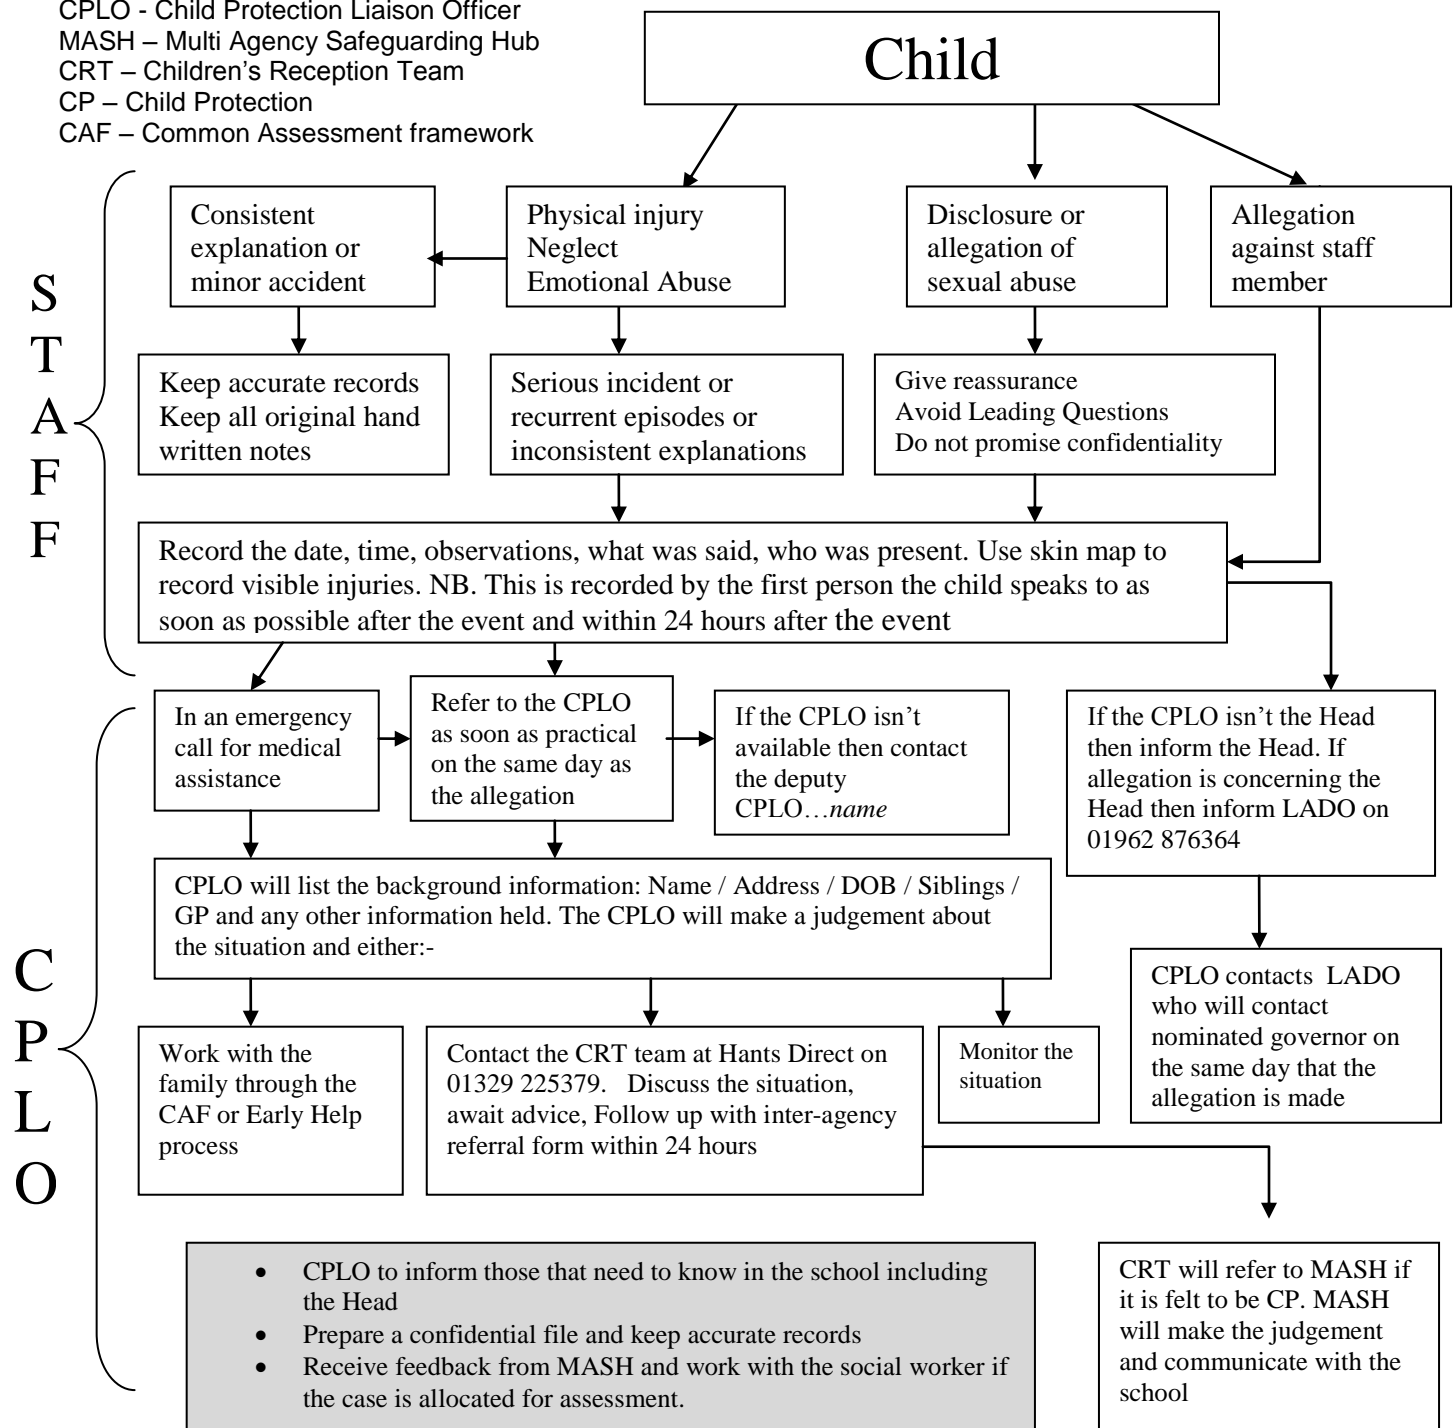 CPLO - Child Protection Liaison Officer
MASH – Multi Agency Safeguarding Hub
CRT – Children's Reception Team
CP – Child Protection
CAF – Common Assessment framework
Child
S
T
A
F
F
Consistent
explanation or
minor accident
Physical injury
Neglect
Emotional Abuse
Disclosure or
allegation of
sexual abuse
Allegation
against staff
member
Keep accurate records
Keep all original hand
written notes
Serious incident or
recurrent episodes or
inconsistent explanations
Give reassurance
Avoid Leading Questions
Do not promise confidentiality
Record the date, time, observations, what was said, who was present. Use skin map to
record visible injuries. NB. This is recorded by the first person the child speaks to as
soon as possible after the event and within 24 hours after the event
C
P
L
O
In an emergency
call for medical
assistance
Refer to the CPLO
as soon as practical
on the same day as
the allegation
If the CPLO isn't
available then contact
the deputy
CPLO…name
If the CPLO isn't the Head
then inform the Head. If
allegation is concerning the
Head then inform LADO on
01962 876364
CPLO will list the background information: Name / Address / DOB / Siblings /
GP and any other information held. The CPLO will make a judgement about
the situation and either:-
CPLO contacts  LADO
who will contact
nominated governor on
the same day that the
allegation is made
Work with the
family through the
CAF or Early Help
process
Contact the CRT team at Hants Direct on
01329 225379.   Discuss the situation,
await advice, Follow up with inter-agency
referral form within 24 hours
Monitor the
situation
• CPLO to inform those that need to know in the school including
the Head
• Prepare a confidential file and keep accurate records
• Receive feedback from MASH and work with the social worker if
the case is allocated for assessment.
CRT will refer to MASH if
it is felt to be CP. MASH
will make the judgement
and communicate with the
school